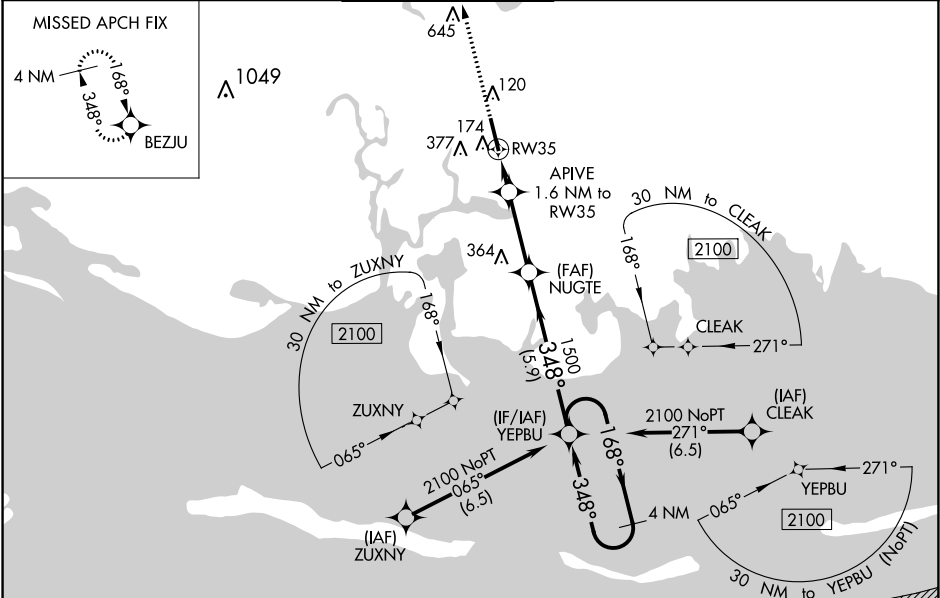 MISSED APCH FIX
4 NM
168°
348°
BEZJU
1049
645
120
174
377
RW35
APIVE
1.6 NM to
RW35
364
(FAF)
NUGTE
30 NM to CLEAK
2100
168°
CLEAK
271°
30 NM to ZUXNY
2100
168°
ZUXNY
065°
1500
348°
(5.9)
(IF/IAF)
YEPBU
2100 NoPT
271°
(6.5)
(IAF)
CLEAK
2100 NoPT
065°
(6.5)
(IAF)
ZUXNY
168°
348°
4 NM
271°
YEPBU
065°
2100
30 NM to YEPBU (NoPT)